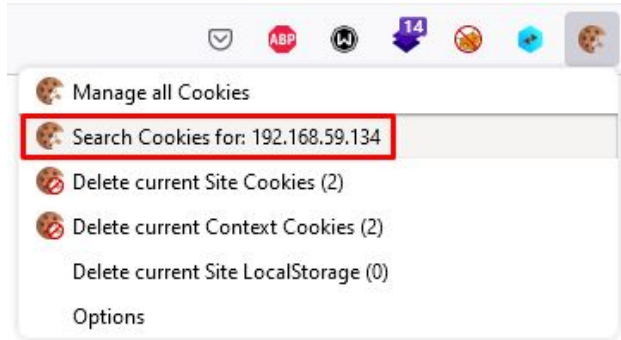 ABP
14
Manage all Cookies
Search Cookies for: 192.168.59.134
Delete current Site Cookies (2)
Delete current Context Cookies (2)
Delete current Site LocalStorage (0)
Options